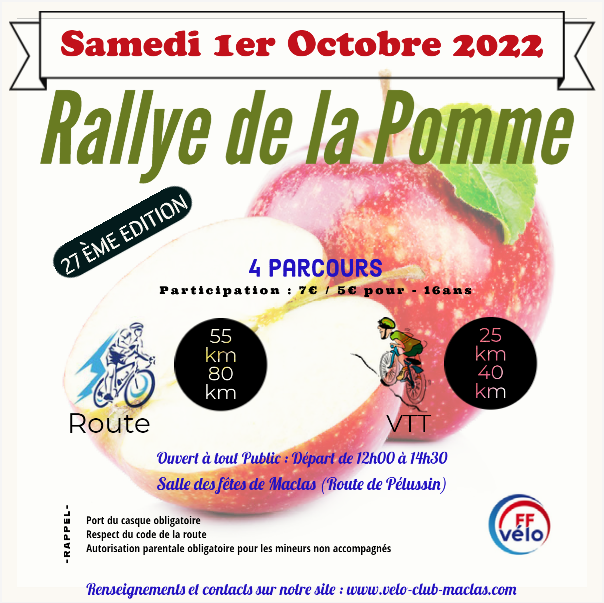 Samedi 1er Octobre 2022
Rallye de la Pomme
27 ÈME EDITION
4 PARCOURS
Participation : 7€ / 5€ pour - 16ans
55
km
80
km
Route
25
km
40
km
VTT
Ouvert à tout Public : Départ de 12h00 à 14h30
Salle des fêtes de Maclas (Route de Pélussin)
-RAPPEL-
Port du casque obligatoire
Respect du code de la route
Autorisation parentale obligatoire pour les mineurs non accompagnés
FF
vélo
Renseignements et contacts sur notre site : www.velo-club-maclas.com